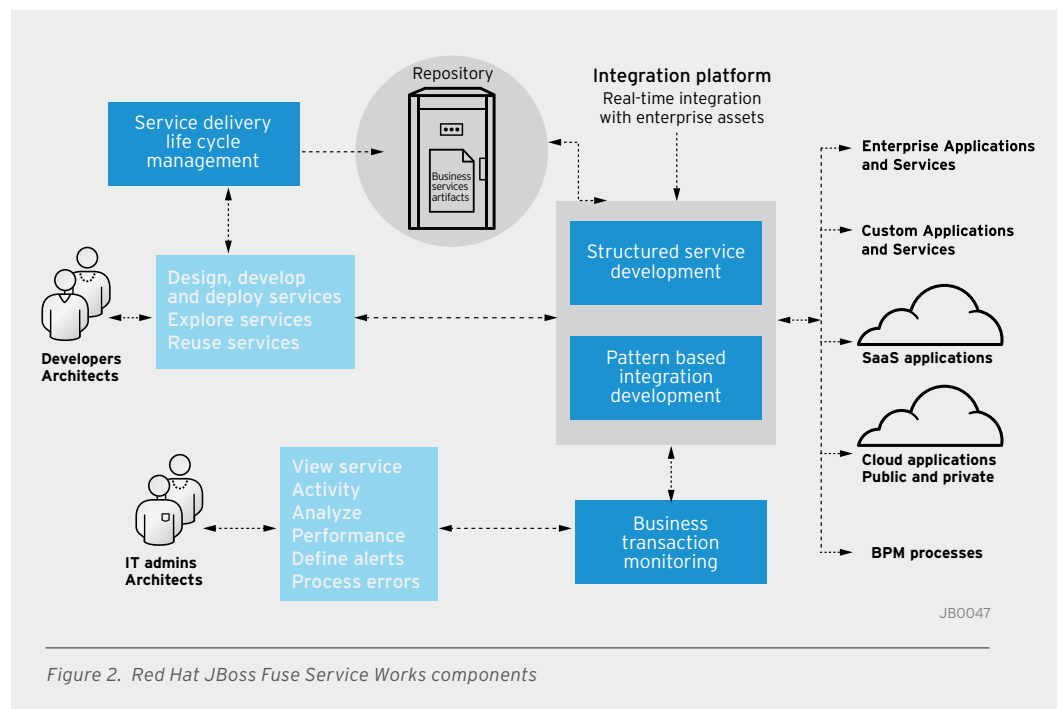 Repository
Integration platform
Real-time integration
with enterprise assets
Service delivery
life cycle
management
Business
services
artifacts
Enterprise Applications
and Services
Structured service
development
Custom Applications
and Services
Design, develop
and deploy services
Explore services
Reuse services
Developers
Architects
Pattern based
integration
development
SaaS applications
Cloud applications
Public and private
View service
Activity
Analyze
Performance
Define alerts
Process errors
IT admins
Architects
Business
transaction
monitoring
BPM processes
JB0047
Figure 2. Red Hat JBoss Fuse Service Works components